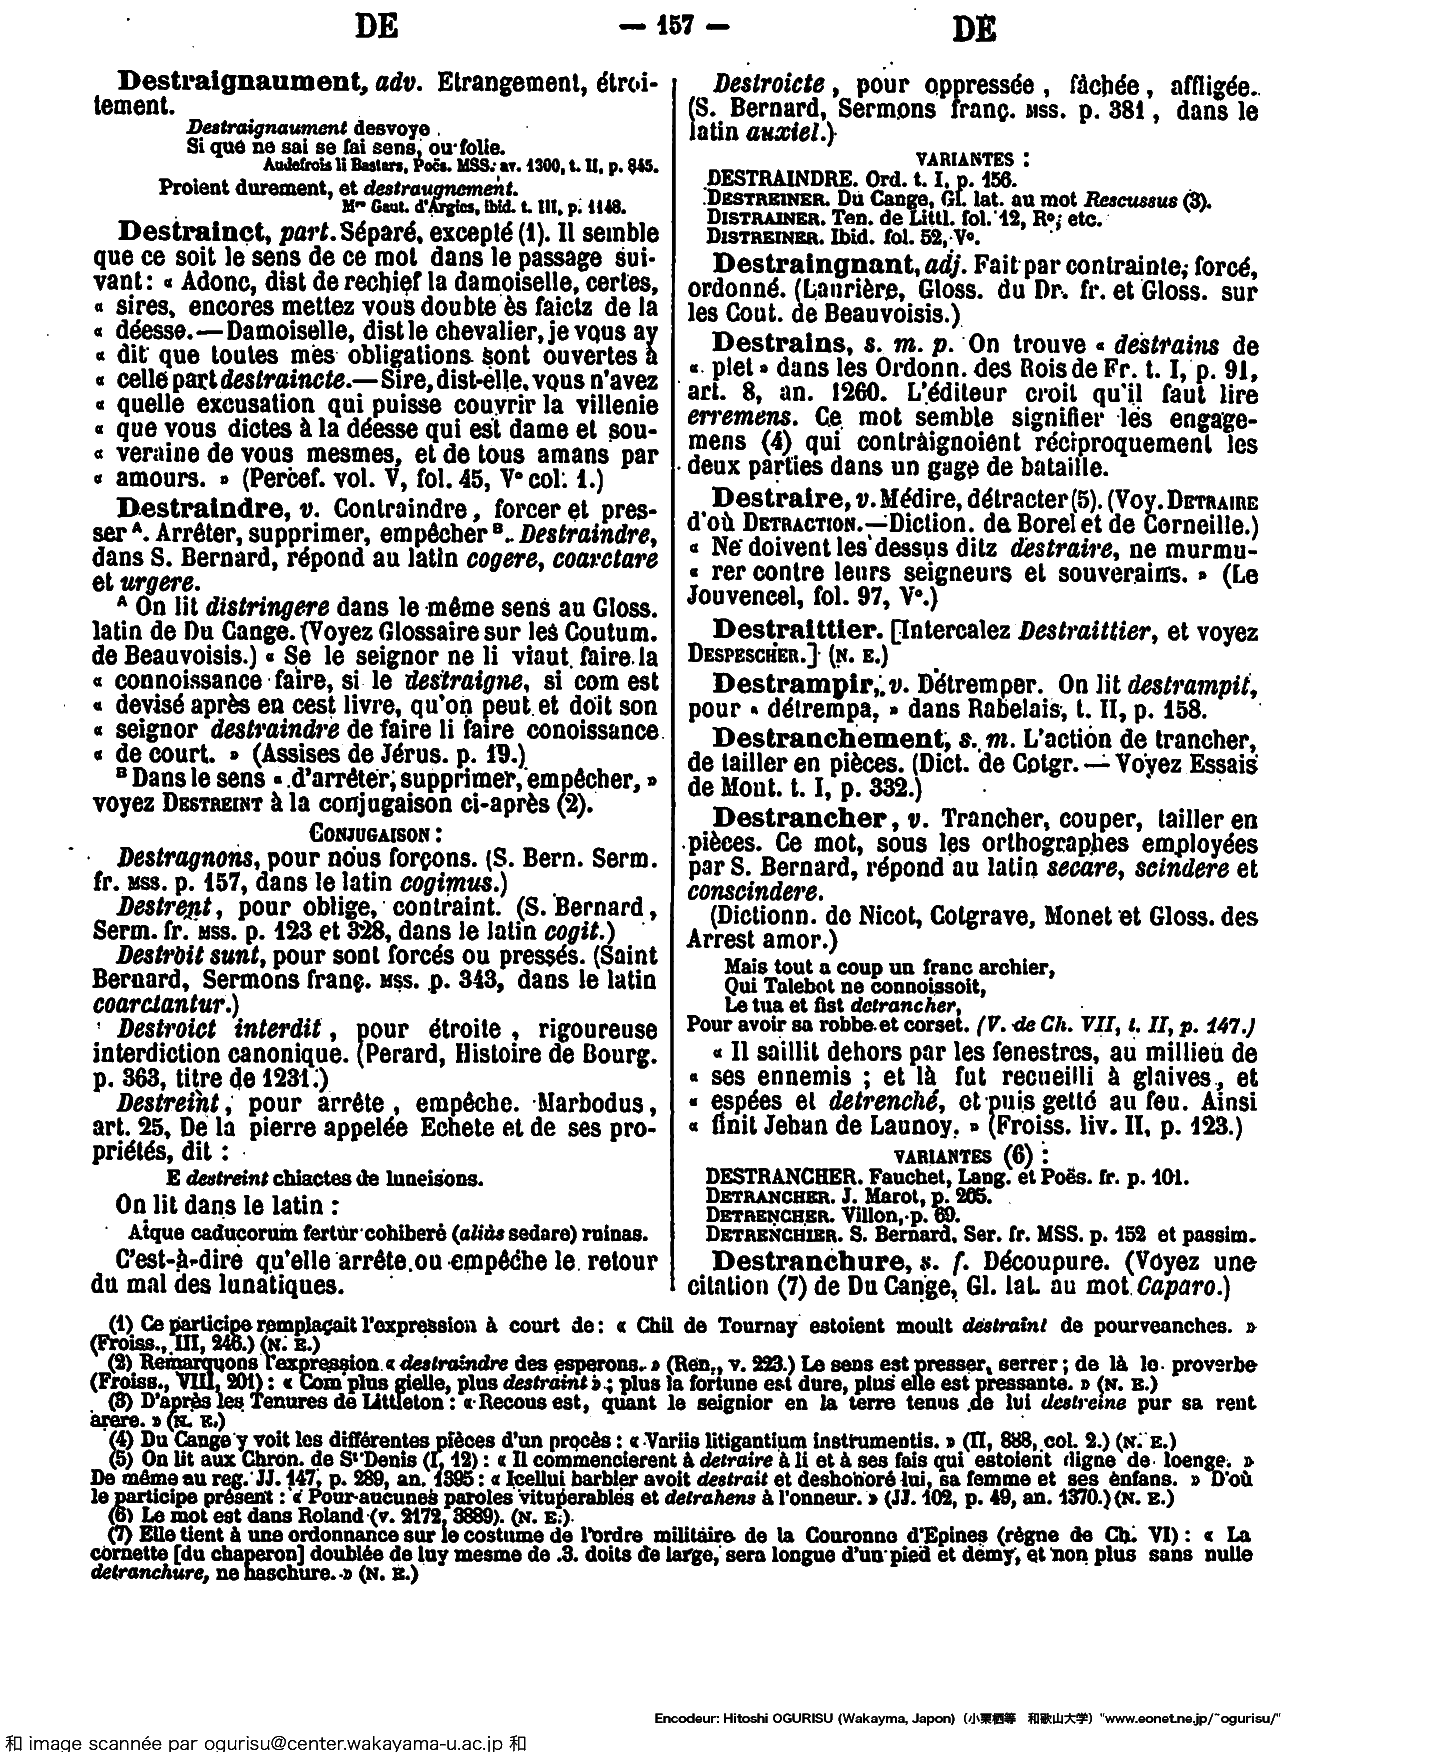 DE
— 157 —
DE
Destraignaument, adv. Etrangement, étroi-
tement.
Destraignaument desvoye
Si que ne sai se fai sens, ou folie.
Audefrois li Bastars, Poës. MSS. av. 1300, t. II, p. 845.
Proient durement, et destraugnement.
Mre Gaut. d'Argies, Ibid. t. III, p. 1148.
Destrainct, part. Séparé, excepté (1). Il semble
que ce soit le sens de ce mot dans le passage sui-
vant : « Adonc, dist de rechief la damoiselle, certes,
« sires, encores mettez vous doubte ès faictz de la
« déesse. — Damoiselle, dist le chevalier, je vous ay
« dit que toutes mes obligations sont ouvertes à
« celle part destraincte. — Sire, dist-elle, vous n'avez
« quelle excusation qui puisse couvrir la villenie
« que vous dictes à la déesse qui est dame et sou-
« veraine de vous mesmes, et de tous amans par
« amours. » (Percef. vol. V, fol. 45, V° col. 1.)
Destraindre, v. Contraindre, forcer et pres-
ser A. Arrêter, supprimer, empêcher B. Destraindre,
dans S. Bernard, répond au latin cogere, coarctare
et urgere.
A On lit distringere dans le même sens au Gloss.
latin de Du Cange. (Voyez Glossaire sur les Coutum.
de Beauvoisis.) « Se le seignor ne li viaut faire la
« connoissance faire, si le destraigne, si com est
« devisé après en cest livre, qu'on peut et doit son
« seignor destraindre de faire li faire conoissance
« de court. » (Assises de Jérus. p. 19.)
B Dans le sens « d'arrêter, supprimer, empêcher, »
voyez DESTREINT à la conjugaison ci-après (2).
CONJUGAISON :
Destragnons, pour nous forçons. (S. Bern. Serm.
fr. MSS. p. 157, dans le latin cogimus.)
Destrent, pour oblige, contraint. (S. Bernard,
Serm. fr. MSS. p. 123 et 328, dans le latin cogit.)
Destroit sunt, pour sont forcés ou pressés. (Saint
Bernard, Sermons franç. MSS. p. 343, dans le latin
coarctantur.)
Destroict interdit, pour étroite, rigoureuse
interdiction canonique. (Perard, Histoire de Bourg.
p. 363, titre de 1231.)
Destreint, pour arrête, empêche. Marbodus,
art. 25, De la pierre appelée Echete et de ses pro-
priétés, dit :
E destreint chiactes de luneisons.
On lit dans le latin :
Atque caducorum fertur cohibere (aliàs sedare) ruinas.
C'est-à-dire qu'elle arrête ou empêche le retour
du mal des lunatiques.
Destroicte, pour oppressée, fâchée, affligée.
(S. Bernard, Sermons franç. MSS. p. 381, dans le
latin auxiel.)
VARIANTES :
DESTRAINDRE. Ord. t. I, p. 156.
DESTREINER. Du Cange, Gl. lat. au mot Rescussus (3).
DISTRAINER. Ten. de Littl. fol. 12, R°; etc.
DISTREINER. Ibid. fol. 52, V°.
Destraingnant, adj. Fait par contrainte, forcé,
ordonné. (Laurière, Gloss. du Dr. fr. et Gloss. sur
les Cout. de Beauvoisis.)
Destrains, s. m. p. On trouve « destrains de
« plet » dans les Ordonn. des Rois de Fr. t. I, p. 91,
art. 8, an. 1260. L'éditeur croit qu'il faut lire
erremens. Ce mot semble signifier les engage-
mens (4) qui contraignoient réciproquement les
deux parties dans un gage de bataille.
Destraire, v. Médire, détracter (5). (Voy. DETRAIRE
d'où DETRACTION. — Diction. de Borel et de Corneille.)
« Ne doivent les dessus ditz destraire, ne murmu-
« rer contre leurs seigneurs et souverains. » (Le
Jouvencel, fol. 97, V°.)
Destraittier. [Intercalez Destraittier, et voyez
DESPESCHER.] (N. E.)
Destrampir, v. Détremper. On lit destrampit,
pour « détrempa, » dans Rabelais, t. II, p. 158.
Destranchement, s. m. L'action de trancher,
de tailler en pièces. (Dict. de Cotgr. — Voyez Essais
de Mont. t. I, p. 332.)
Destrancher, v. Trancher, couper, tailler en
pièces. Ce mot, sous les orthographes employées
par S. Bernard, répond au latin secare, scindere et
conscindere.
(Dictionn. de Nicot, Cotgrave, Monet et Gloss. des
Arrest amor.)
Mais tout a coup un franc archier,
Qui Talebot ne connoissoit,
Le tua et fist detrancher,
Pour avoir sa robbe et corset. (V. de Ch. VII, t. II, p. 147.)
« Il saillit dehors par les fenestres, au millieu de
« ses ennemis ; et là fut recueilli à glaives, et
« espées et detrenché, et puis getté au feu. Ainsi
« finit Jehan de Launoy. » (Froiss. liv. II, p. 123.)
VARIANTES (6) :
DESTRANCHER. Fauchet, Lang. et Poës. fr. p. 101.
DETRANCHER. J. Marot, p. 205.
DETRENCHER. Villon, p. 69.
DETRENCHIER. S. Bernard, Ser. fr. MSS. p. 152 et passim.
Destranchure, s. f. Découpure. (Voyez une
citation (7) de Du Cange, Gl. lat. au mot Caparo.)
(1) Ce participe remplaçait l'expression à court de : « Chil de Tournay estoient moult destraint de pourveanches. »
(Froiss., III, 246.) (N. E.)
(2) Remarquons l'expression « destraindre des esperons. » (Ren., v. 223.) Le sens est presser, serrer ; de là le proverbe
(Froiss., VIII, 201) : « Com plus gielle, plus destraint » ; plus la fortune est dure, plus elle est pressante. » (N. E.)
(3) D'après les Tenures de Littleton : « Recous est, quant le seignior en la terre tenus de lui destreine pur sa rent
arere. » (N. E.)
(4) Du Cange y voit les différentes pièces d'un procès : « Variis litigantium instrumentis. » (II, 888, col. 2.) (N. E.)
(5) On lit aux Chron. de St Denis (I, 12) : « Il commencierent à detraire à li et à ses fais qui estoient digne de loenge. »
De même au reg. JJ. 147, p. 289, an. 1395 : « Icellui barbier avoit destrait et deshonoré lui, sa femme et ses enfans. » D'où
le participe présent : « Pour aucunes paroles vituperables et detrahens à l'onneur. » (JJ. 102, p. 49, an. 1370.) (N. E.)
(6) Le mot est dans Roland (v. 2172, 3889). (N. E.)
(7) Elle tient à une ordonnance sur le costume de l'ordre militaire de la Couronne d'Epines (règne de Ch. VI) : « La
cornette [du chaperon] doublée de luy mesme de .3. doits de large, sera longue d'un pied et demy, et non plus sans nulle
detranchure, ne haschure. » (N. E.)
Encodeur: Hitoshi OGURISU (Wakayma, Japon) (小栗栖等 和歌山大学) "www.eonet.ne.jp/~ogurisu/"
和 image scannée par ogurisu@center.wakayama-u.ac.jp 和